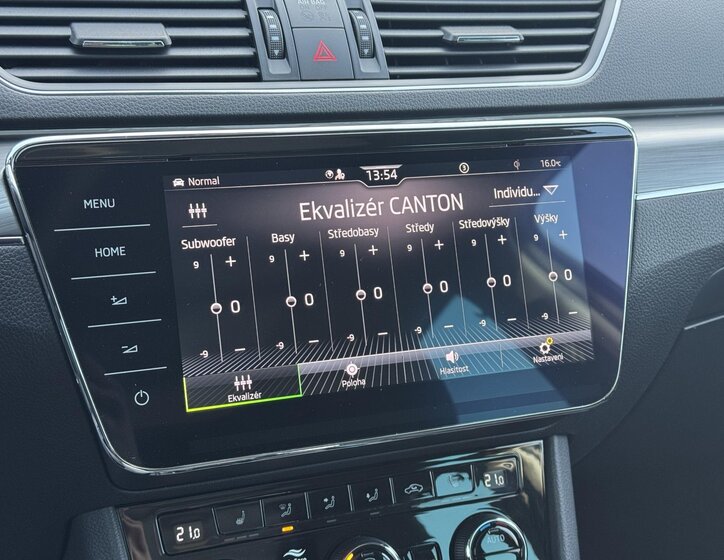 AIR BAG
Normal
13:54
3
16.0°C
MENU
HOME
Ekvalizér CANTON
Individu...
Subwoofer
Basy
Středobasy
Středy
Středovýšky
Výšky
9 + 9 + 9 + 9 + 9 + 9 +
0 0 0 0 0 0
-9 − -9 − -9 − -9 − -9 − -9 −
Ekvalizér
Poloha
Hlasitost
Nastavení
21.0
21.0
AUTO